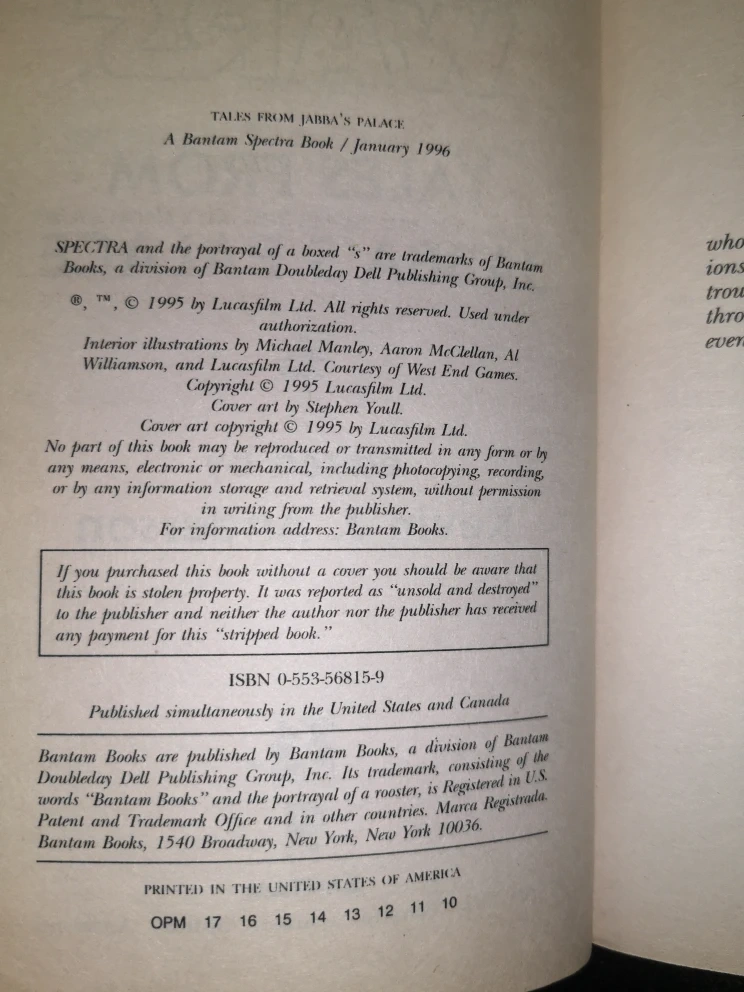 TALES FROM JABBA'S PALACE
A Bantam Spectra Book / January 1996
SPECTRA and the portrayal of a boxed "s" are trademarks of Bantam
Books, a division of Bantam Doubleday Dell Publishing Group, Inc.
®, ™, © 1995 by Lucasfilm Ltd. All rights reserved. Used under
authorization.
Interior illustrations by Michael Manley, Aaron McClellan, Al
Williamson, and Lucasfilm Ltd. Courtesy of West End Games.
Copyright © 1995 Lucasfilm Ltd.
Cover art by Stephen Youll.
Cover art copyright © 1995 by Lucasfilm Ltd.
No part of this book may be reproduced or transmitted in any form or by
any means, electronic or mechanical, including photocopying, recording,
or by any information storage and retrieval system, without permission
in writing from the publisher.
For information address: Bantam Books.
If you purchased this book without a cover you should be aware that
this book is stolen property. It was reported as "unsold and destroyed"
to the publisher and neither the author nor the publisher has received
any payment for this "stripped book."
ISBN 0-553-56815-9
Published simultaneously in the United States and Canada
Bantam Books are published by Bantam Books, a division of Bantam
Doubleday Dell Publishing Group, Inc. Its trademark, consisting of the
words "Bantam Books" and the portrayal of a rooster, is Registered in U.S.
Patent and Trademark Office and in other countries. Marca Registrada.
Bantam Books, 1540 Broadway, New York, New York 10036.
PRINTED IN THE UNITED STATES OF AMERICA
OPM 17 16 15 14 13 12 11 10
who
ions
trou
thro
even